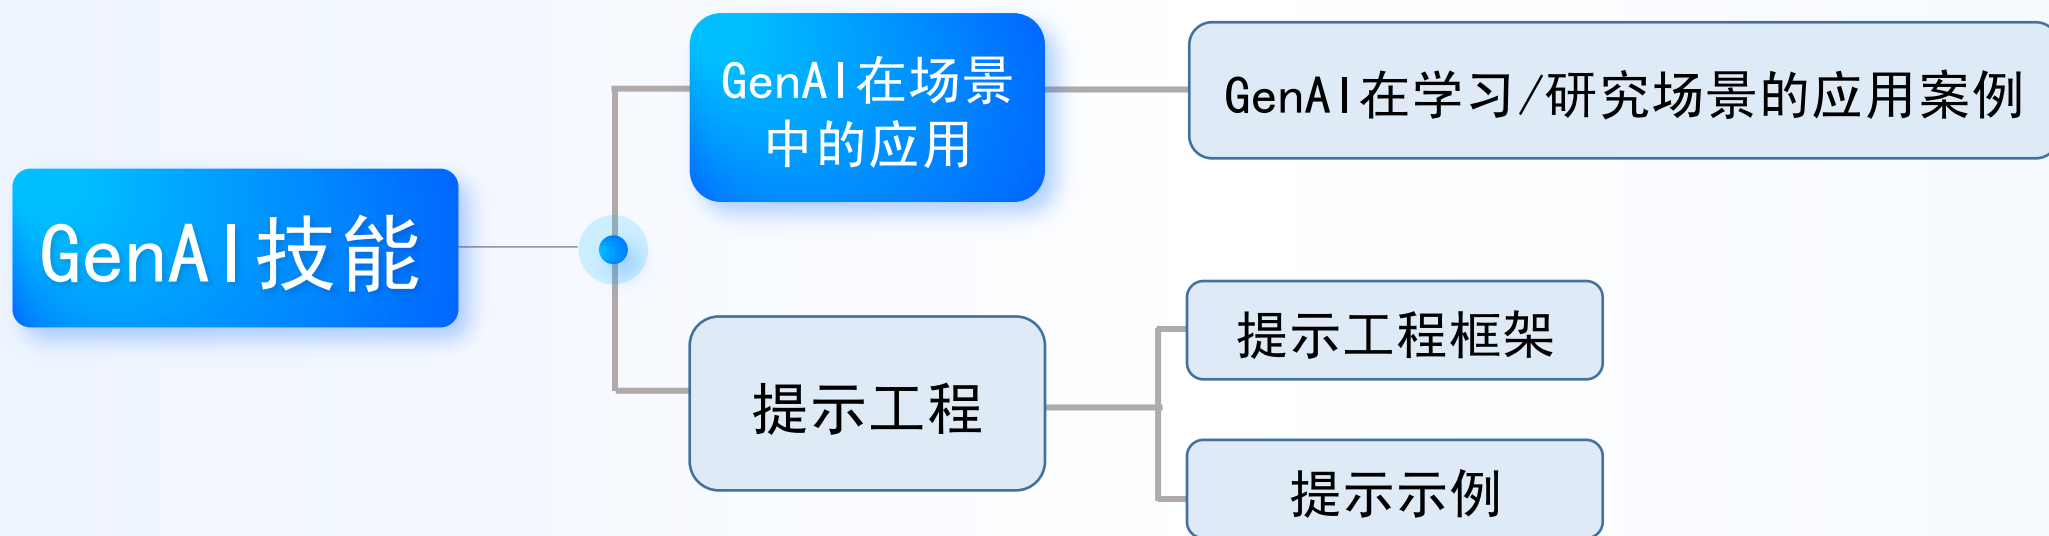 GenAI技能
GenAI在场景
中的应用
GenAI在学习/研究场景的应用案例
提示工程
提示工程框架
提示示例